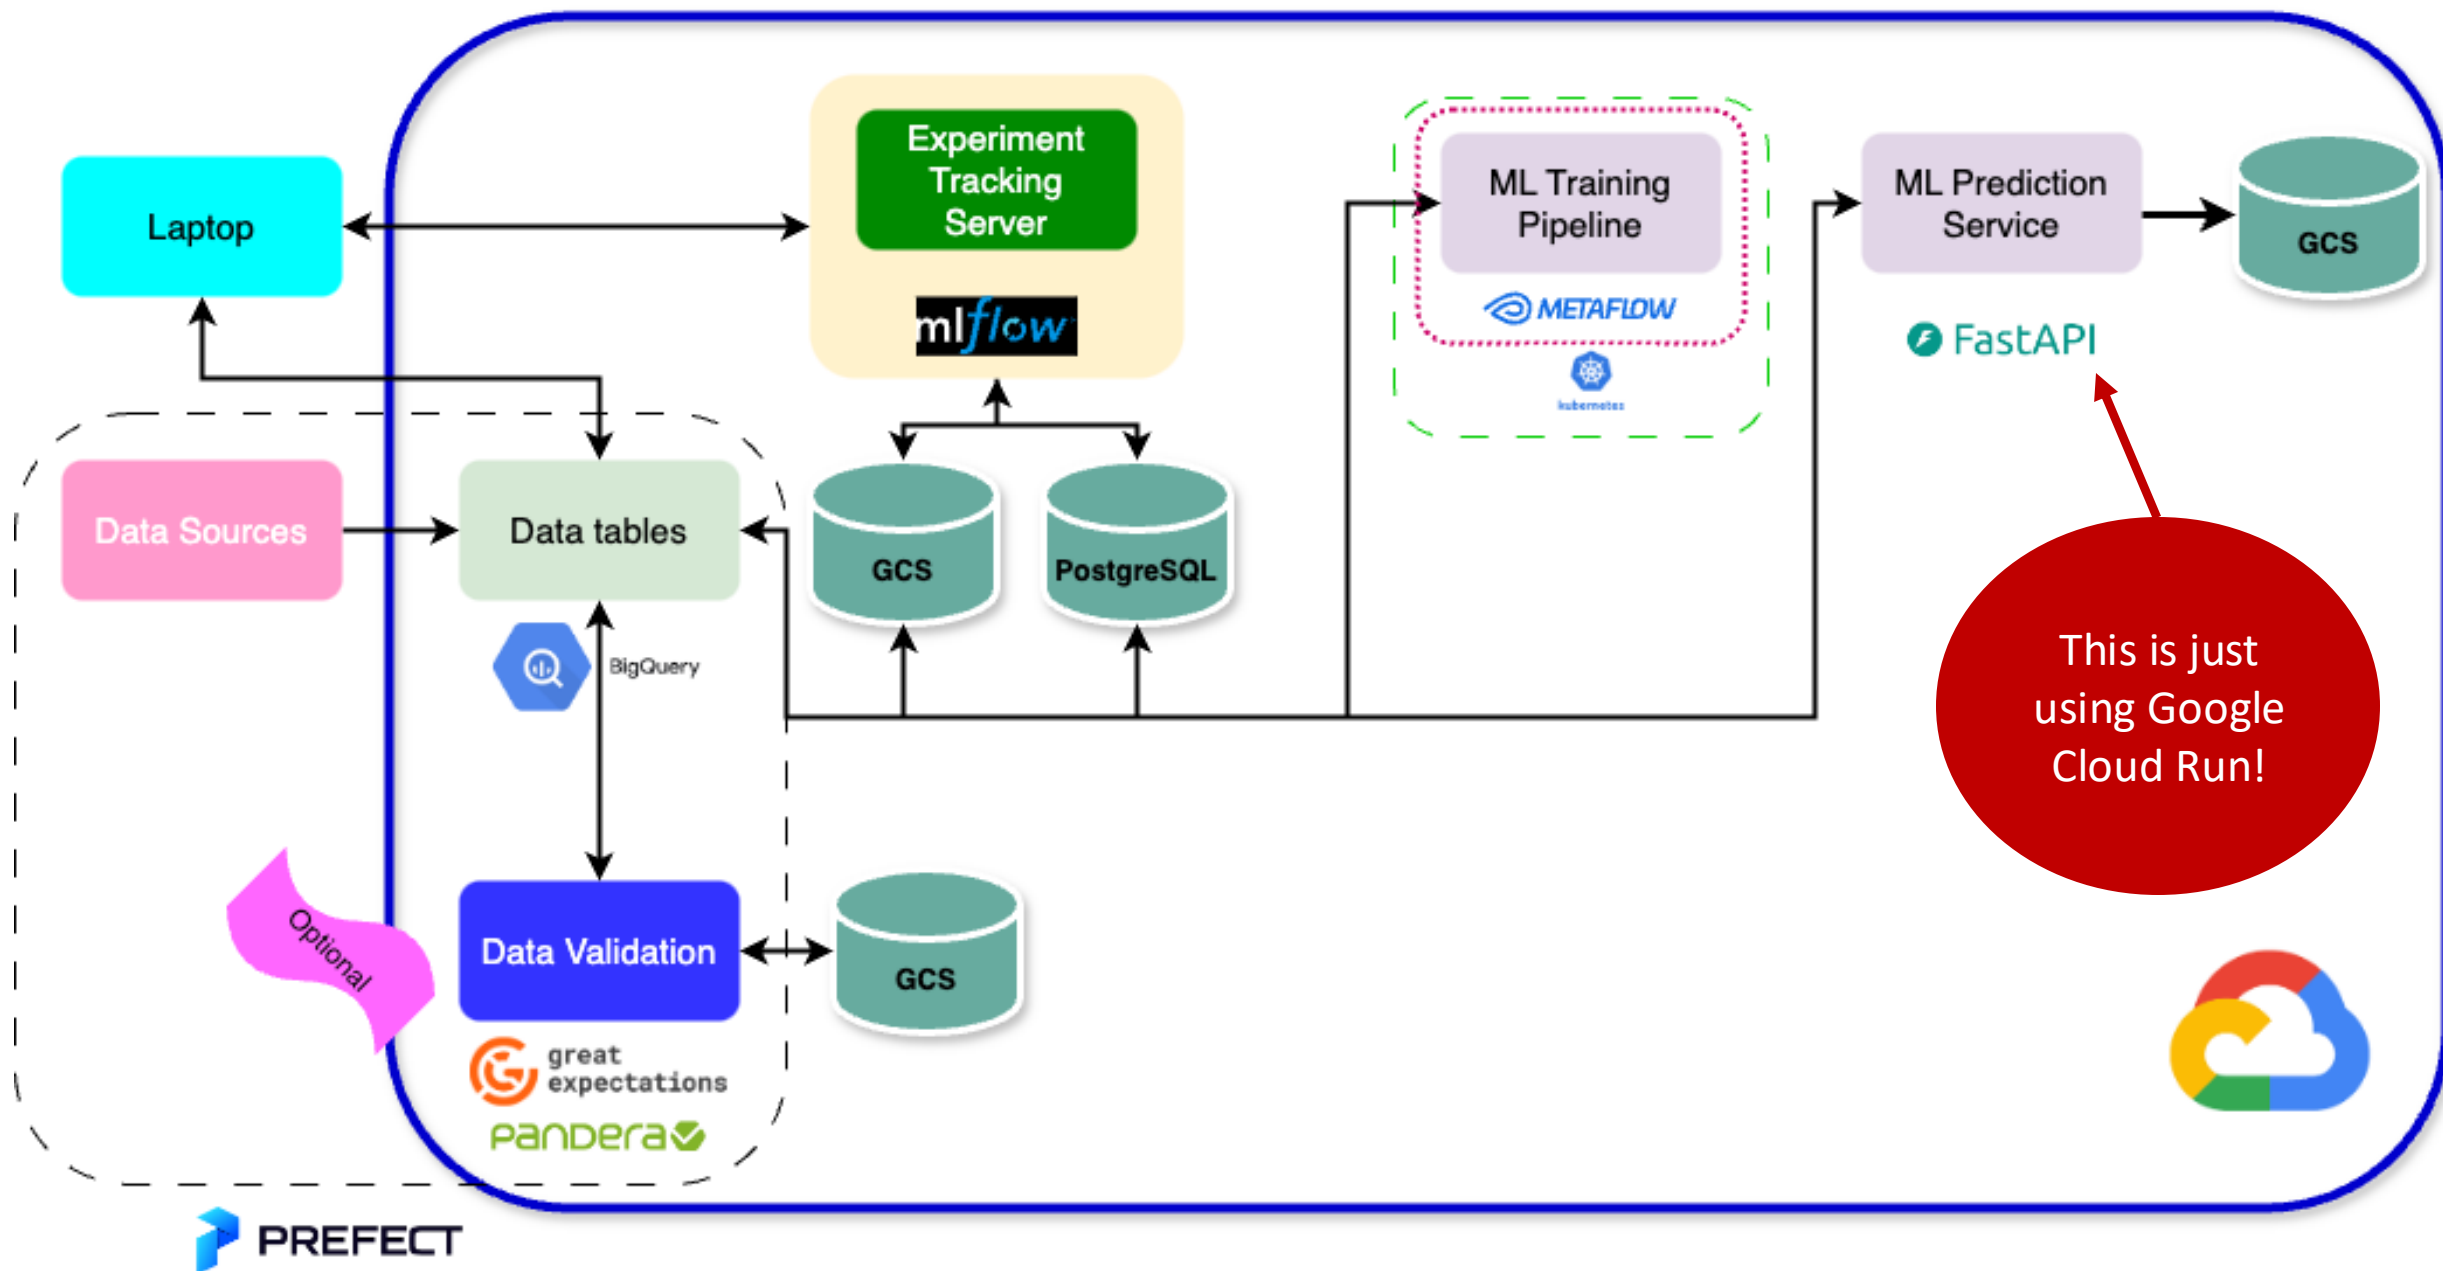 Experiment
Tracking
Server
mlflow
Laptop
ML Training
Pipeline
METAFLOW
kubernetes
ML Prediction
Service
FastAPI
GCS
Data Sources
Data tables
BigQuery
GCS
PostgreSQL
This is just
using Google
Cloud Run!
Optional
Data Validation
GCS
great
expectations
Pandera
PREFECT